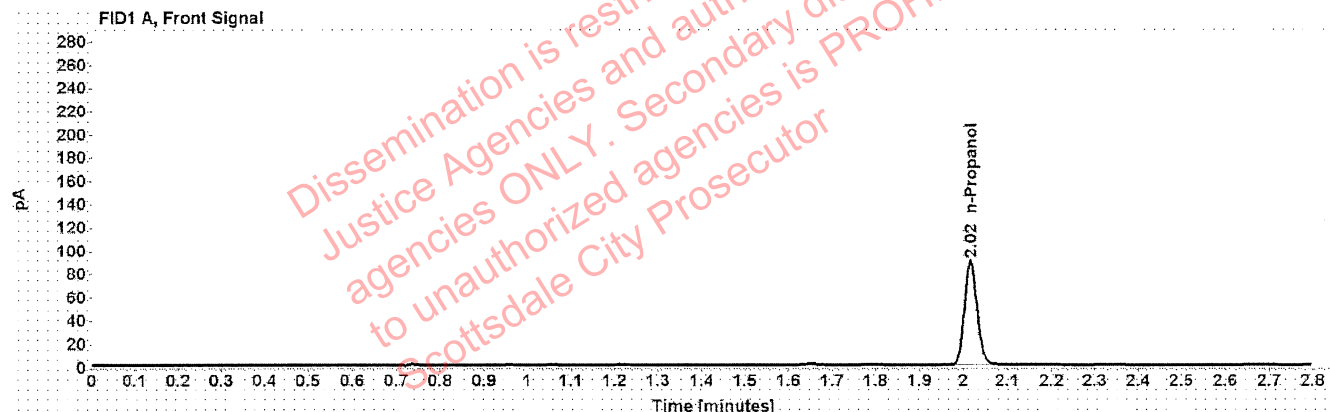 FID1 A, Front Signal
280
260
240
220
200
180
160
140
120
100
80
60
40
20
0
pA
2.02 n-Propanol
0 0.1 0.2 0.3 0.4 0.5 0.6 0.7 0.8 0.9 1 1.1 1.2 1.3 1.4 1.5 1.6 1.7 1.8 1.9 2 2.1 2.2 2.3 2.4 2.5 2.6 2.7 2.8
Time [minutes]
Dissemination is
Justice Agencies and
agencies ONLY. Secondary
to unauthorized agencies is
Scottsdale City Prosecutor